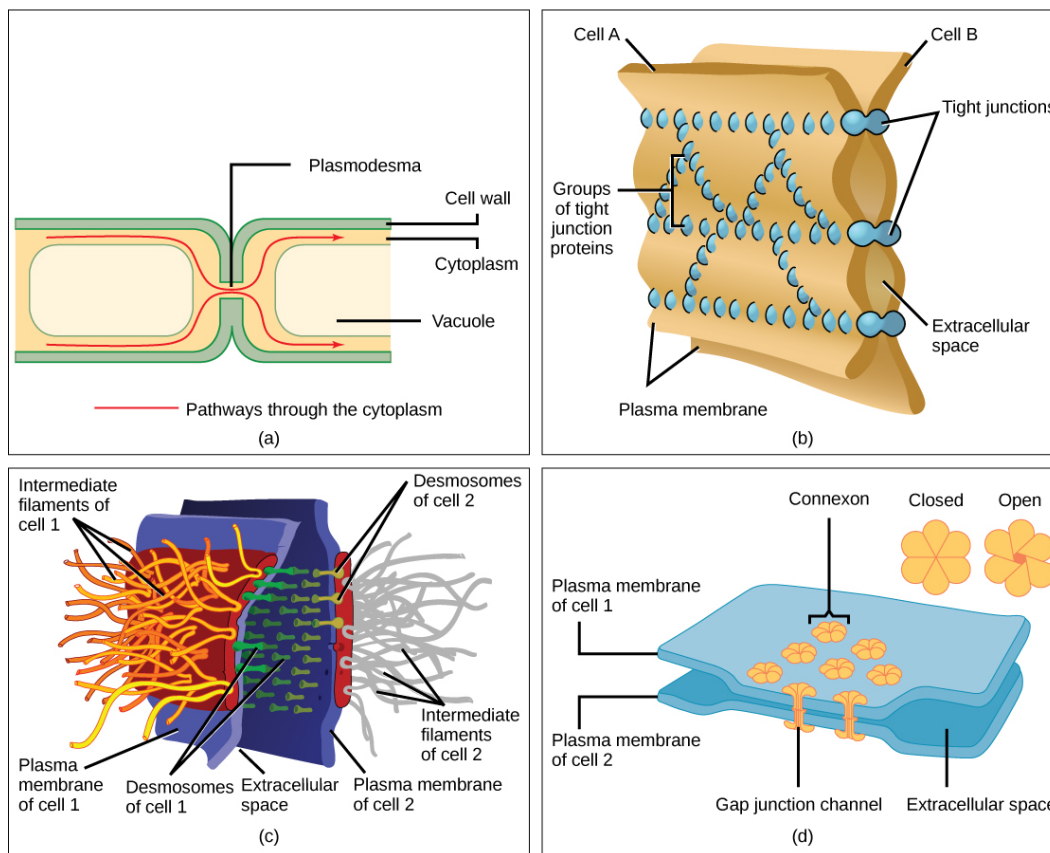 Plasmodesma
Cell wall
Cytoplasm
Vacuole
Pathways through the cytoplasm
(a)
Cell A
Cell B
Tight junctions
Groups
of tight
junction
proteins
Extracellular
space
Plasma membrane
(b)
Intermediate
filaments of
cell 1
Desmosomes
of cell 2
Intermediate
filaments
of cell 2
Plasma
membrane
of cell 1
Desmosomes
of cell 1
Extracellular
space
Plasma membrane
of cell 2
(c)
Connexon
Closed
Open
Plasma membrane
of cell 1
Plasma membrane
of cell 2
Gap junction channel
Extracellular space
(d)